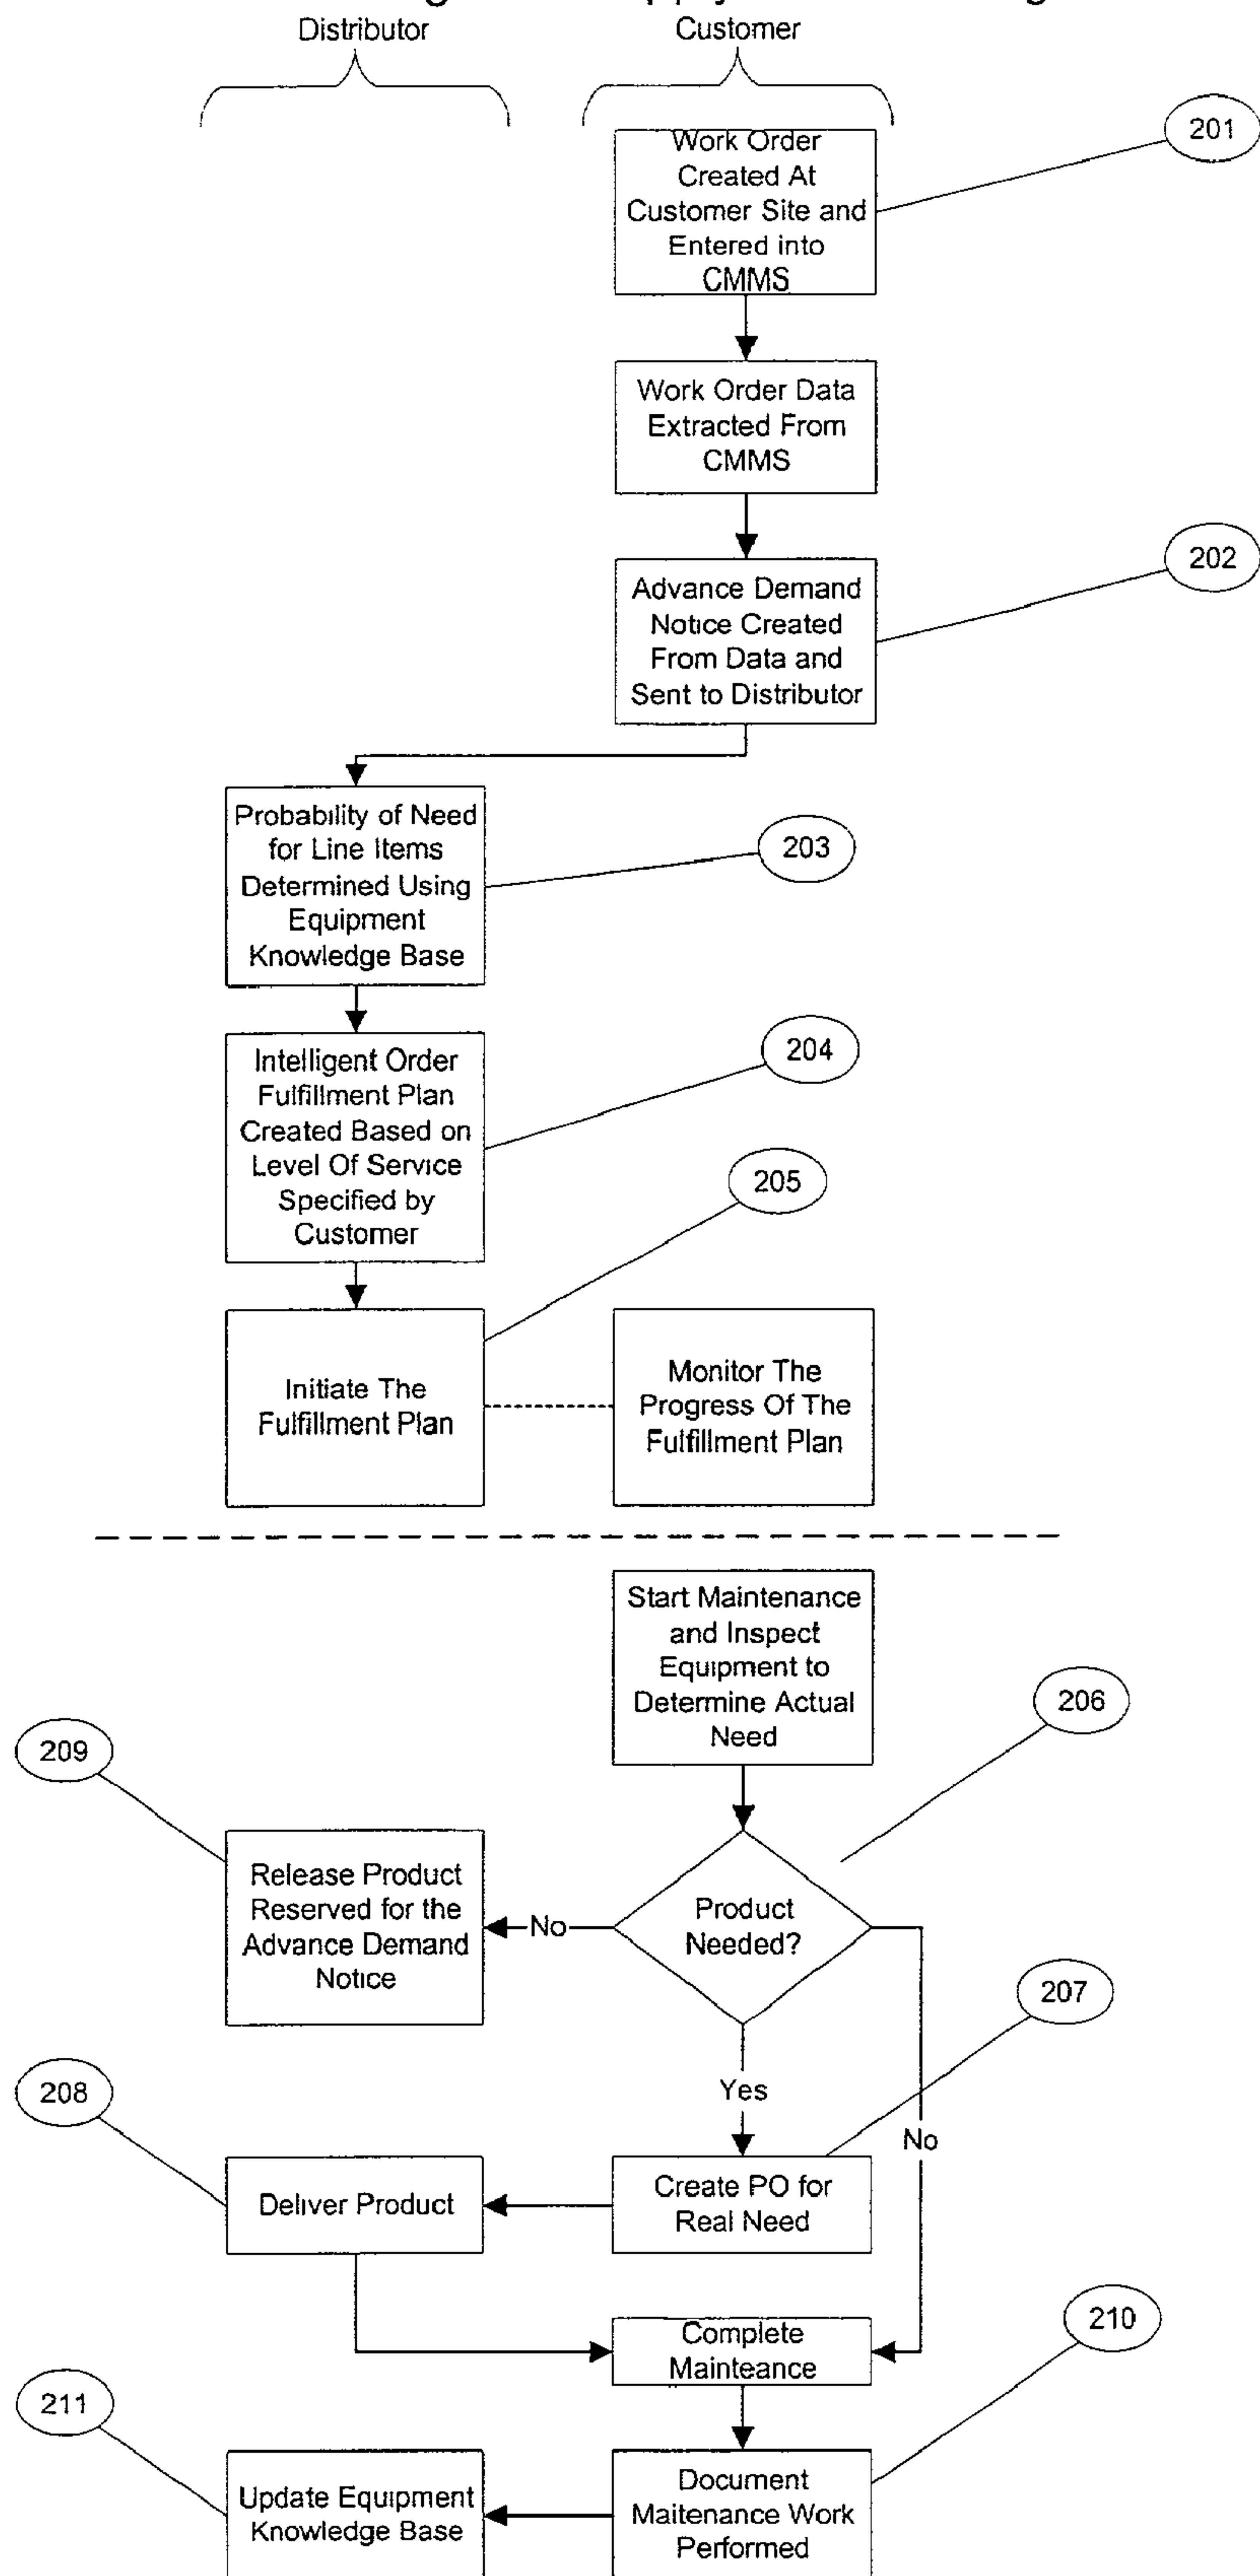 Distributor
Customer
Work Order
Created At
Customer Site and
Entered into
CMMS
201
Work Order Data
Extracted From
CMMS
Advance Demand
Notice Created
From Data and
Sent to Distributor
202
Probability of Need
for Line Items
Determined Using
Equipment
Knowledge Base
203
Intelligent Order
Fulfillment Plan
Created Based on
Level Of Service
Specified by
Customer
204
205
Initiate The
Fulfillment Plan
Monitor The
Progress Of The
Fulfillment Plan
Start Maintenance
and Inspect
Equipment to
Determine Actual
Need
206
209
Release Product
Reserved for the
Advance Demand
Notice
No
Product
Needed?
207
208
Yes
No
Deliver Product
Create PO for
Real Need
210
Complete
Mainteance
211
Update Equipment
Knowledge Base
Document
Maitenance Work
Performed